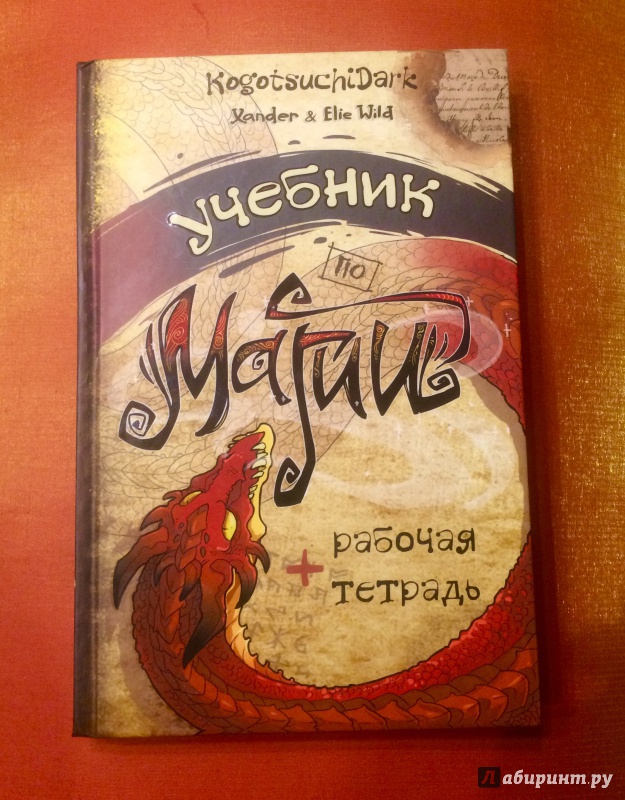 KogotsuchiDark
Xander & Elie Wild
учебник
по
магии
+ рабочая
тетрадь
Лабиринт.ру